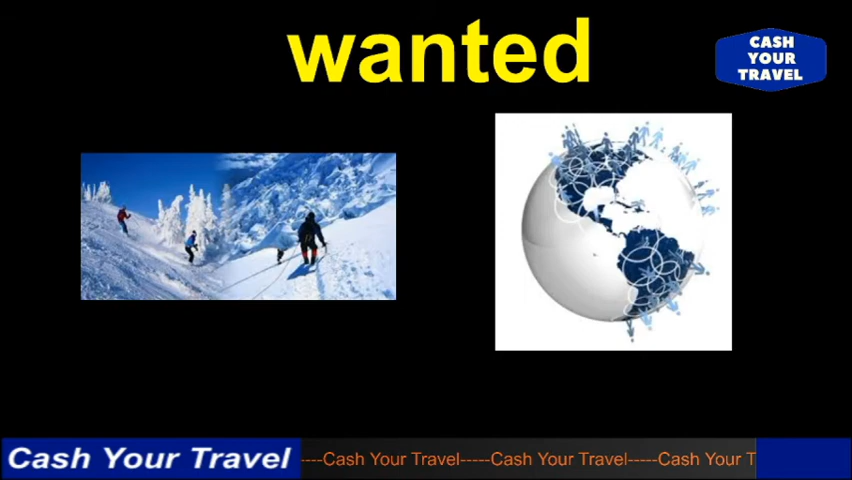 wanted
CASH
YOUR
TRAVEL
Cash Your Travel
----Cash Your Travel-----Cash Your Travel-----Cash Your T